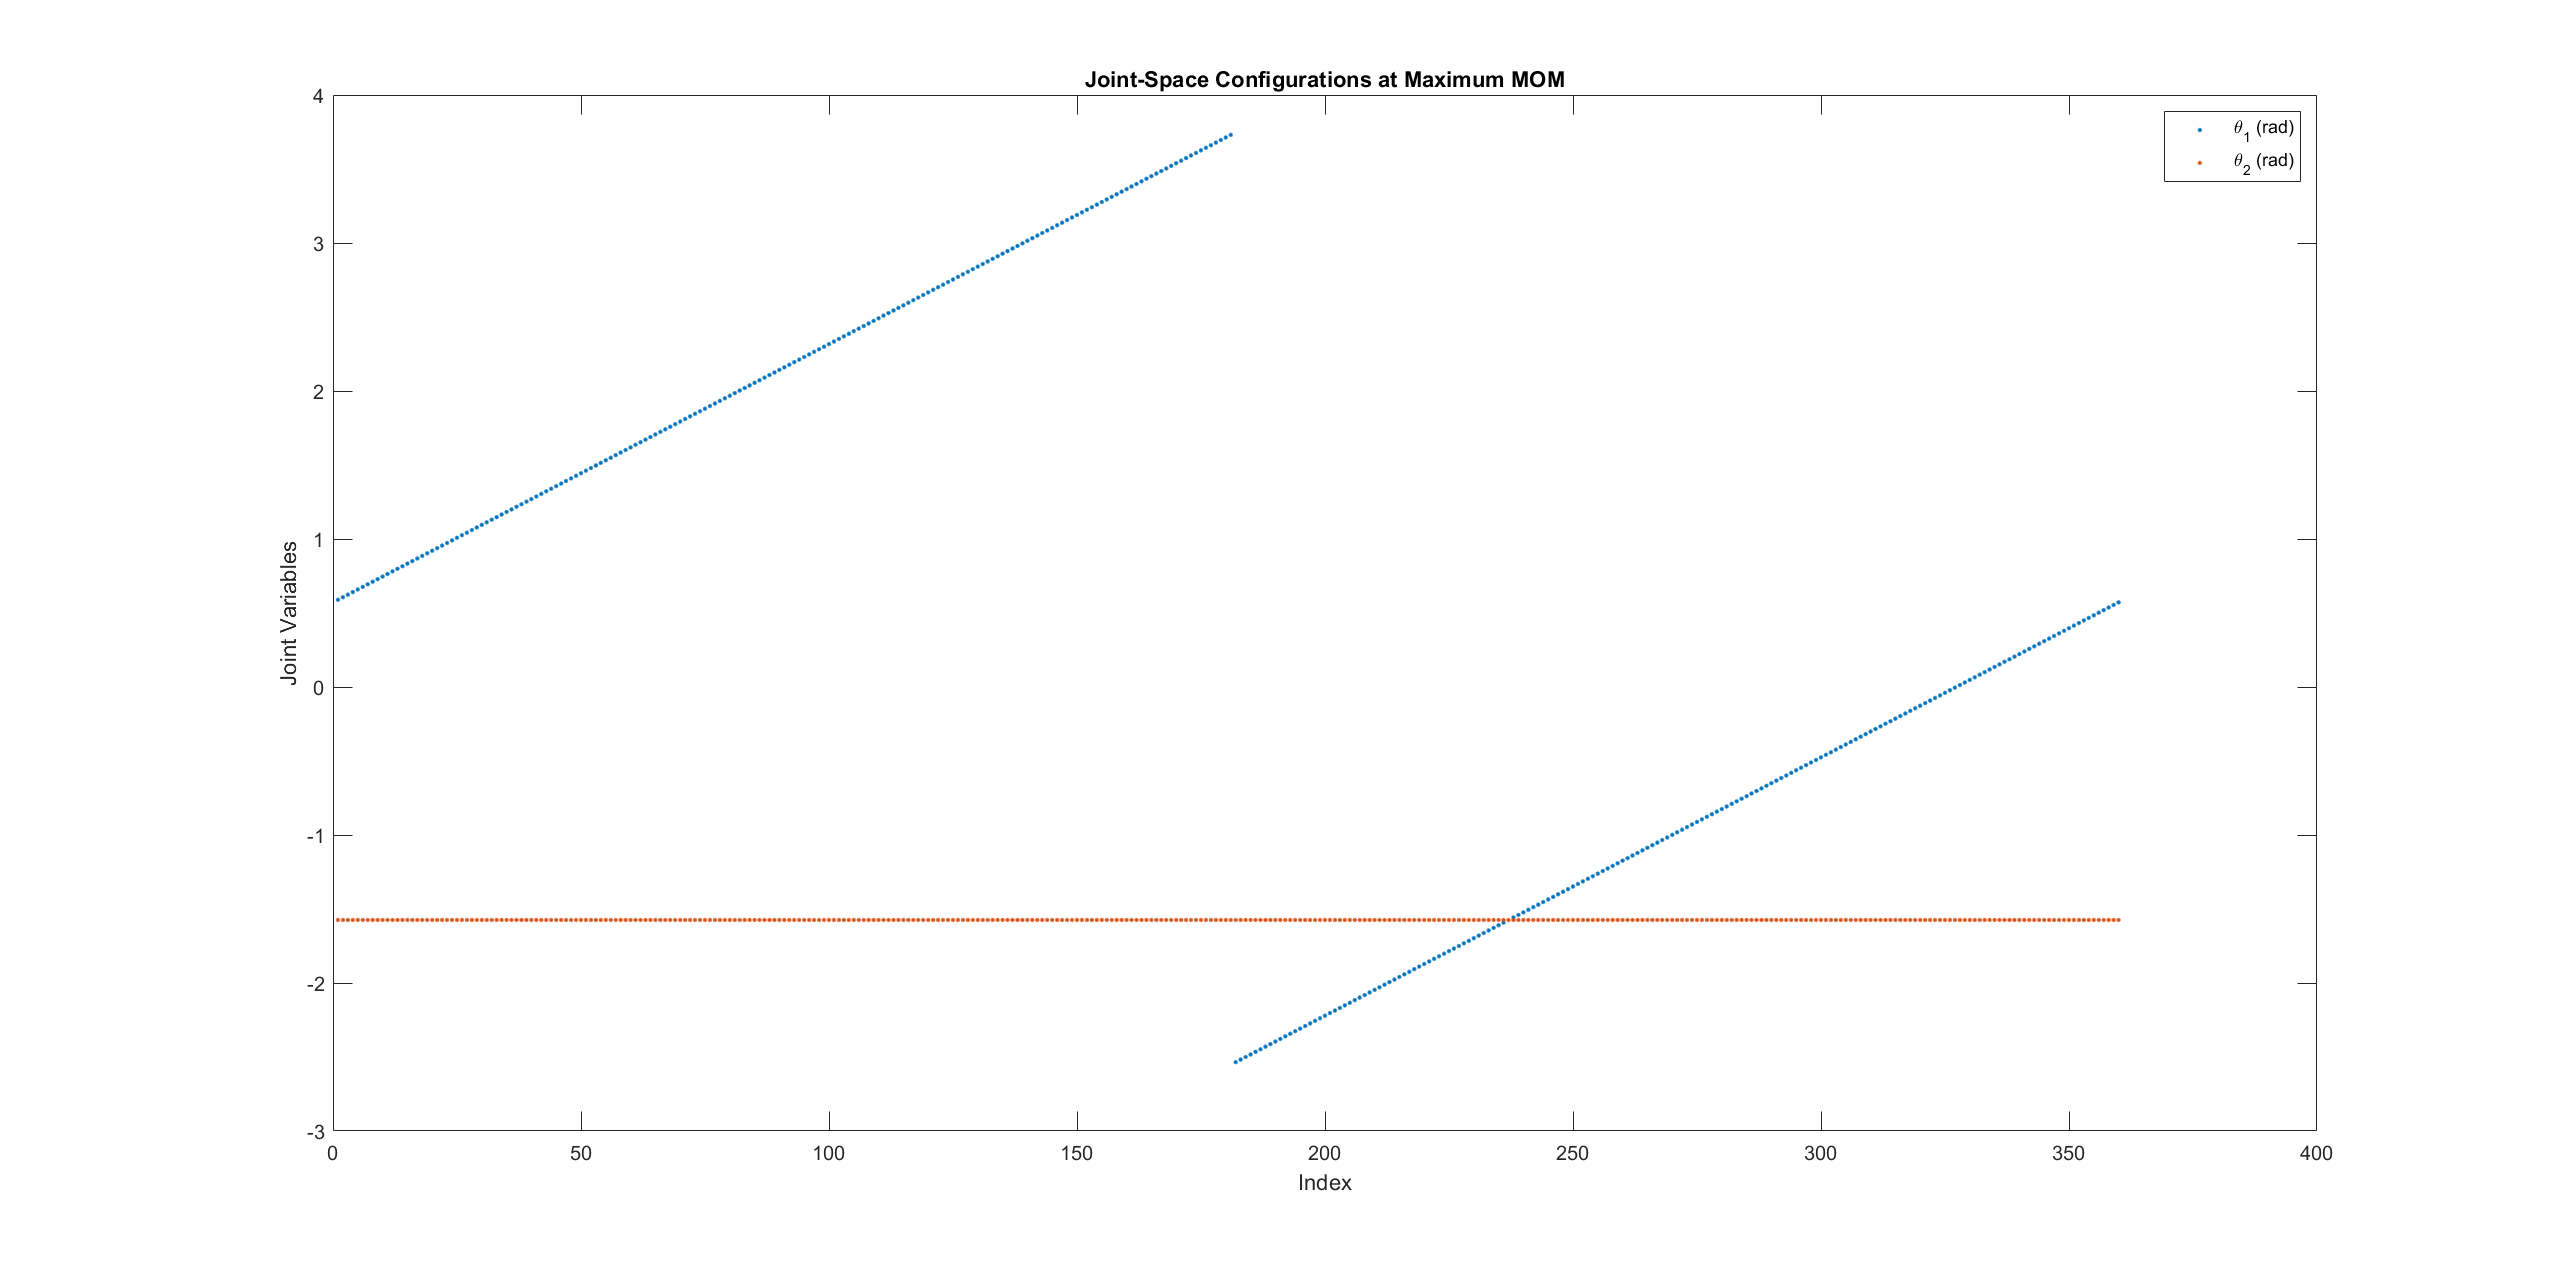 Joint-Space Configurations at Maximum MOM
4
3
2
1
0
-1
-2
-3
Joint Variables
θ1 (rad)
θ2 (rad)
0 50 100 150 200 250 300 350 400
Index